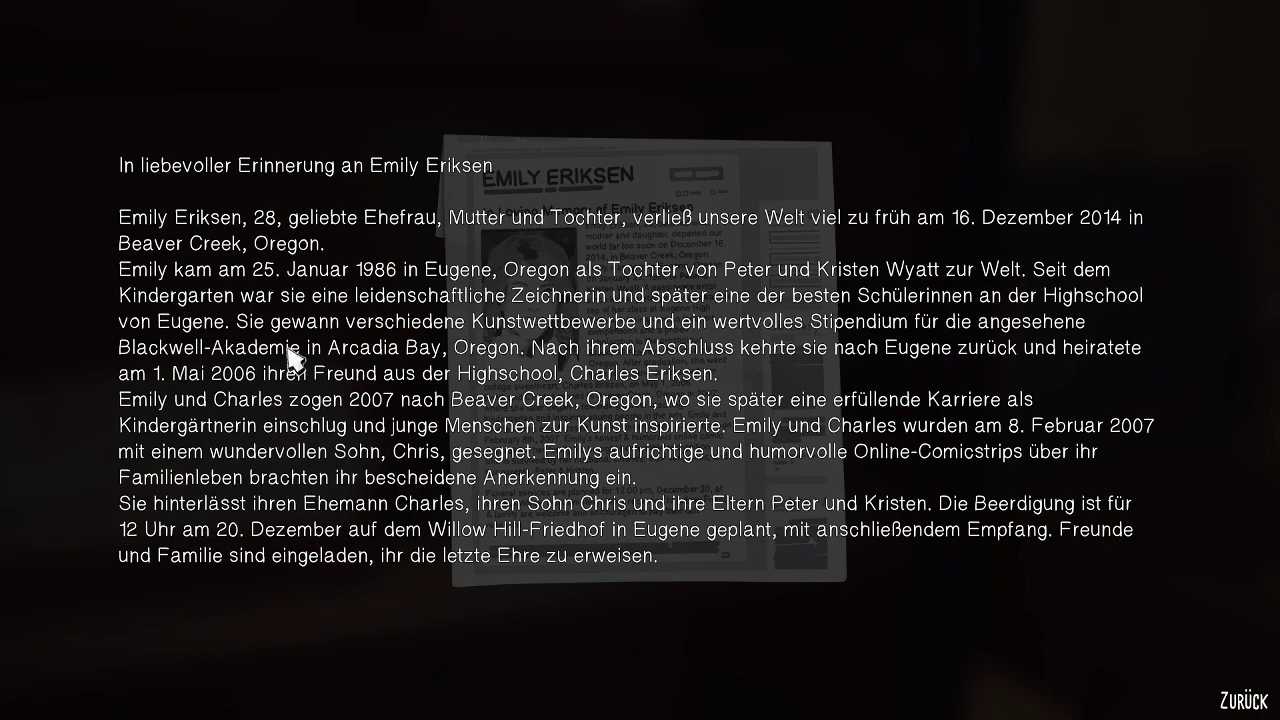 In liebevoller Erinnerung an Emily Eriksen
EMILY ERIKSEN
In Loving Memory of Emily Eriksen
Emily Eriksen, 28, geliebte Ehefrau, Mutter und Tochter, verließ unsere Welt viel zu früh am 16. Dezember 2014 in
Beaver Creek, Oregon.
Emily kam am 25. Januar 1986 in Eugene, Oregon als Tochter von Peter und Kristen Wyatt zur Welt. Seit dem
Kindergarten war sie eine leidenschaftliche Zeichnerin und später eine der besten Schülerinnen an der Highschool
von Eugene. Sie gewann verschiedene Kunstwettbewerbe und ein wertvolles Stipendium für die angesehene
Blackwell-Akademie in Arcadia Bay, Oregon. Nach ihrem Abschluss kehrte sie nach Eugene zurück und heiratete
am 1. Mai 2006 ihren Freund aus der Highschool, Charles Eriksen.
Emily und Charles zogen 2007 nach Beaver Creek, Oregon, wo sie später eine erfüllende Karriere als
Kindergärtnerin einschlug und junge Menschen zur Kunst inspirierte. Emily und Charles wurden am 8. Februar 2007
mit einem wundervollen Sohn, Chris, gesegnet. Emilys aufrichtige und humorvolle Online-Comicstrips über ihr
Familienleben brachten ihr bescheidene Anerkennung ein.
Sie hinterlässt ihren Ehemann Charles, ihren Sohn Chris und ihre Eltern Peter und Kristen. Die Beerdigung ist für
12 Uhr am 20. Dezember auf dem Willow Hill-Friedhof in Eugene geplant, mit anschließendem Empfang. Freunde
und Familie sind eingeladen, ihr die letzte Ehre zu erweisen.
ZURÜCK